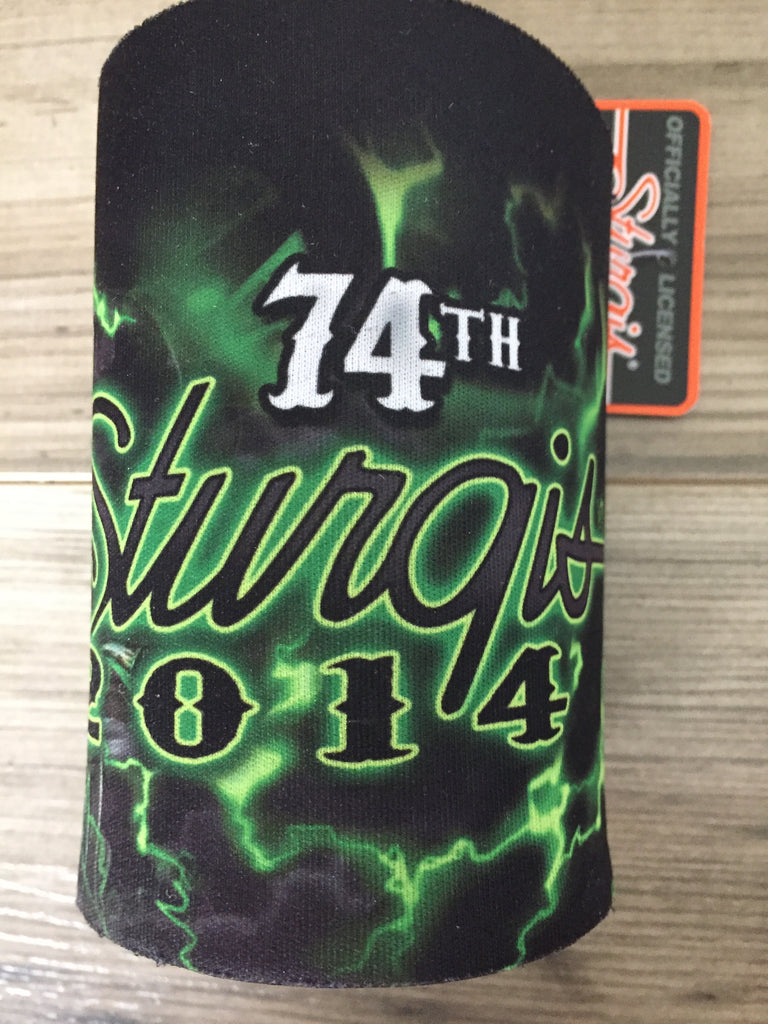 74TH
Sturgis
2014
OFFICIALLY LICENSED
Sturgis®